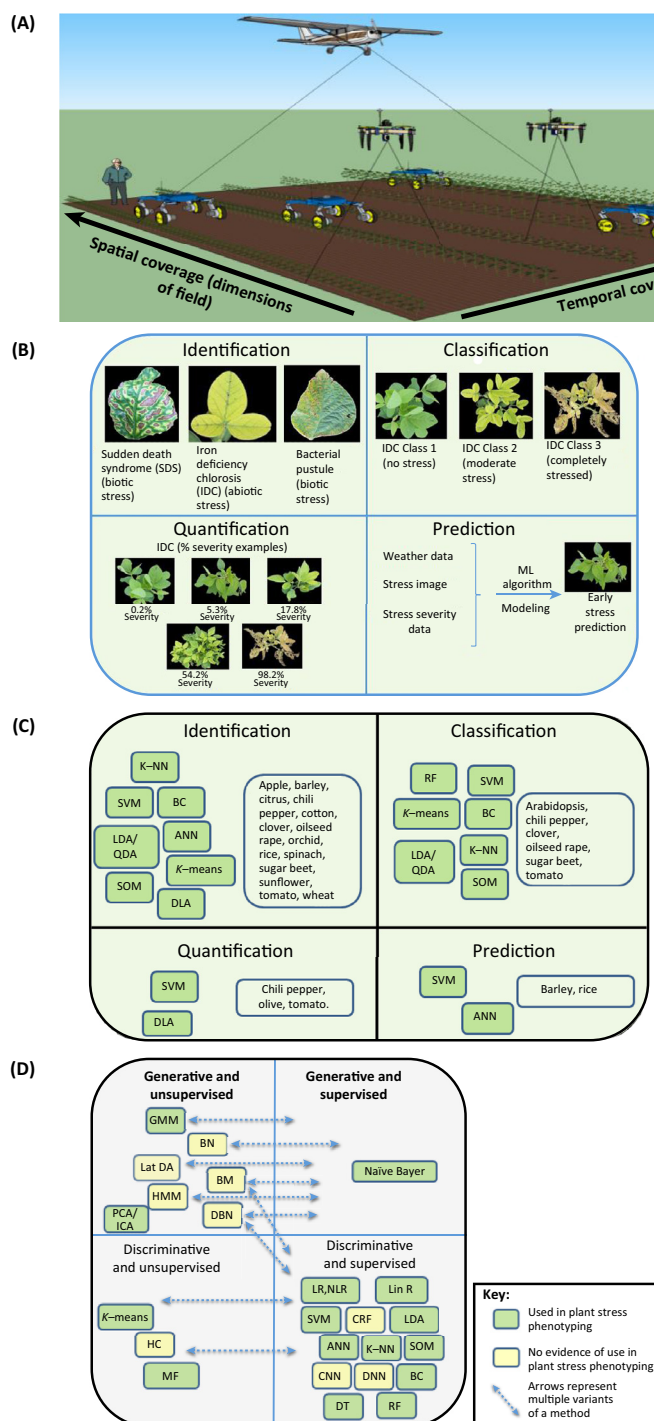 (A)
Spatial coverage (dimensions
of field)
Temporal cov
(B)
Identification
Sudden death
syndrome (SDS)
(biotic
stress)
Iron
deficiency
chlorosis
(IDC) (abiotic
stress)
Bacterial
pustule
(biotic
stress)
Classification
IDC Class 1
(no stress)
IDC Class 2
(moderate
stress)
IDC Class 3
(completely
stressed)
Quantification
IDC (% severity examples)
0.2%
Severity
5.3%
Severity
17.8%
Severity
54.2%
Severity
98.2%
Severity
Prediction
Weather data
Stress image
Stress severity
data
ML
algorithm
Modeling
Early
stress
prediction
(C)
Identification
K–NN
SVM
BC
LDA/
QDA
ANN
K–means
SOM
DLA
Apple, barley,
citrus, chili
pepper, cotton,
clover, oilseed
rape, orchid,
rice, spinach,
sugar beet,
sunflower,
tomato, wheat
Classification
RF
SVM
K–means
BC
LDA/
QDA
K–NN
SOM
Arabidopsis,
chili pepper,
clover,
oilseed rape,
sugar beet,
tomato
Quantification
SVM
DLA
Chili pepper,
olive, tomato.
Prediction
SVM
ANN
Barley, rice
(D)
Generative and
unsupervised
GMM
BN
Lat DA
BM
HMM
PCA/
ICA
DBN
Generative and
supervised
Naïve Bayer
Discriminative
and unsupervised
K–means
HC
MF
Discriminative
and supervised
LR,NLR
Lin R
SVM
CRF
LDA
ANN
K–NN
SOM
CNN
DNN
BC
DT
RF
Key:
Used in plant stress
phenotyping
No evidence of use in
plant stress phenotyping
Arrows represent
multiple variants
of a method